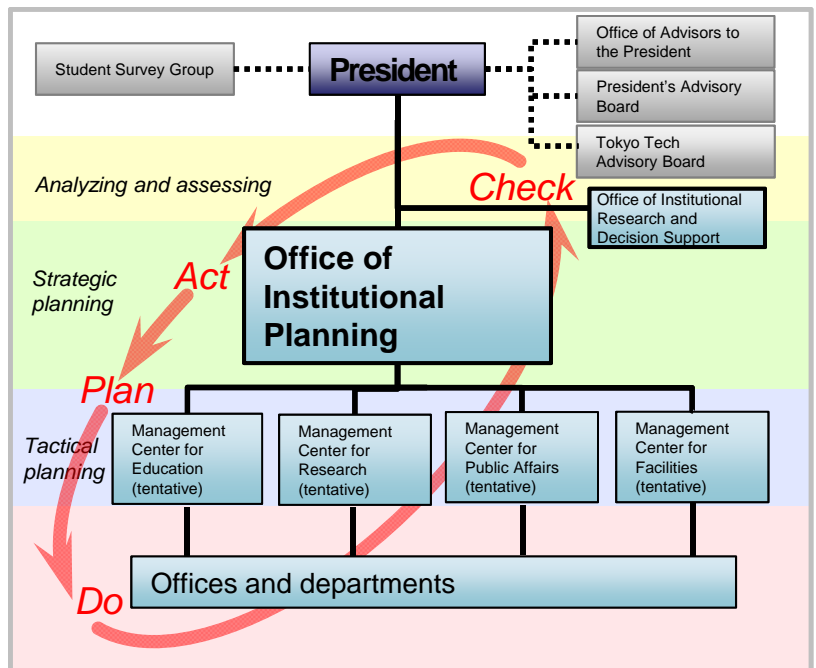 Office of Advisors to
the President
Student Survey Group
President
President's Advisory
Board
Tokyo Tech
Advisory Board
Analyzing and assessing
Check
Office of Institutional
Research and
Decision Support
Office of
Institutional
Planning
Act
Strategic
planning
Plan
Tactical
planning
Management
Center for
Education
(tentative)
Management
Center for
Research
(tentative)
Management
Center for
Public Affairs
(tentative)
Management
Center for
Facilities
(tentative)
Offices and departments
Do